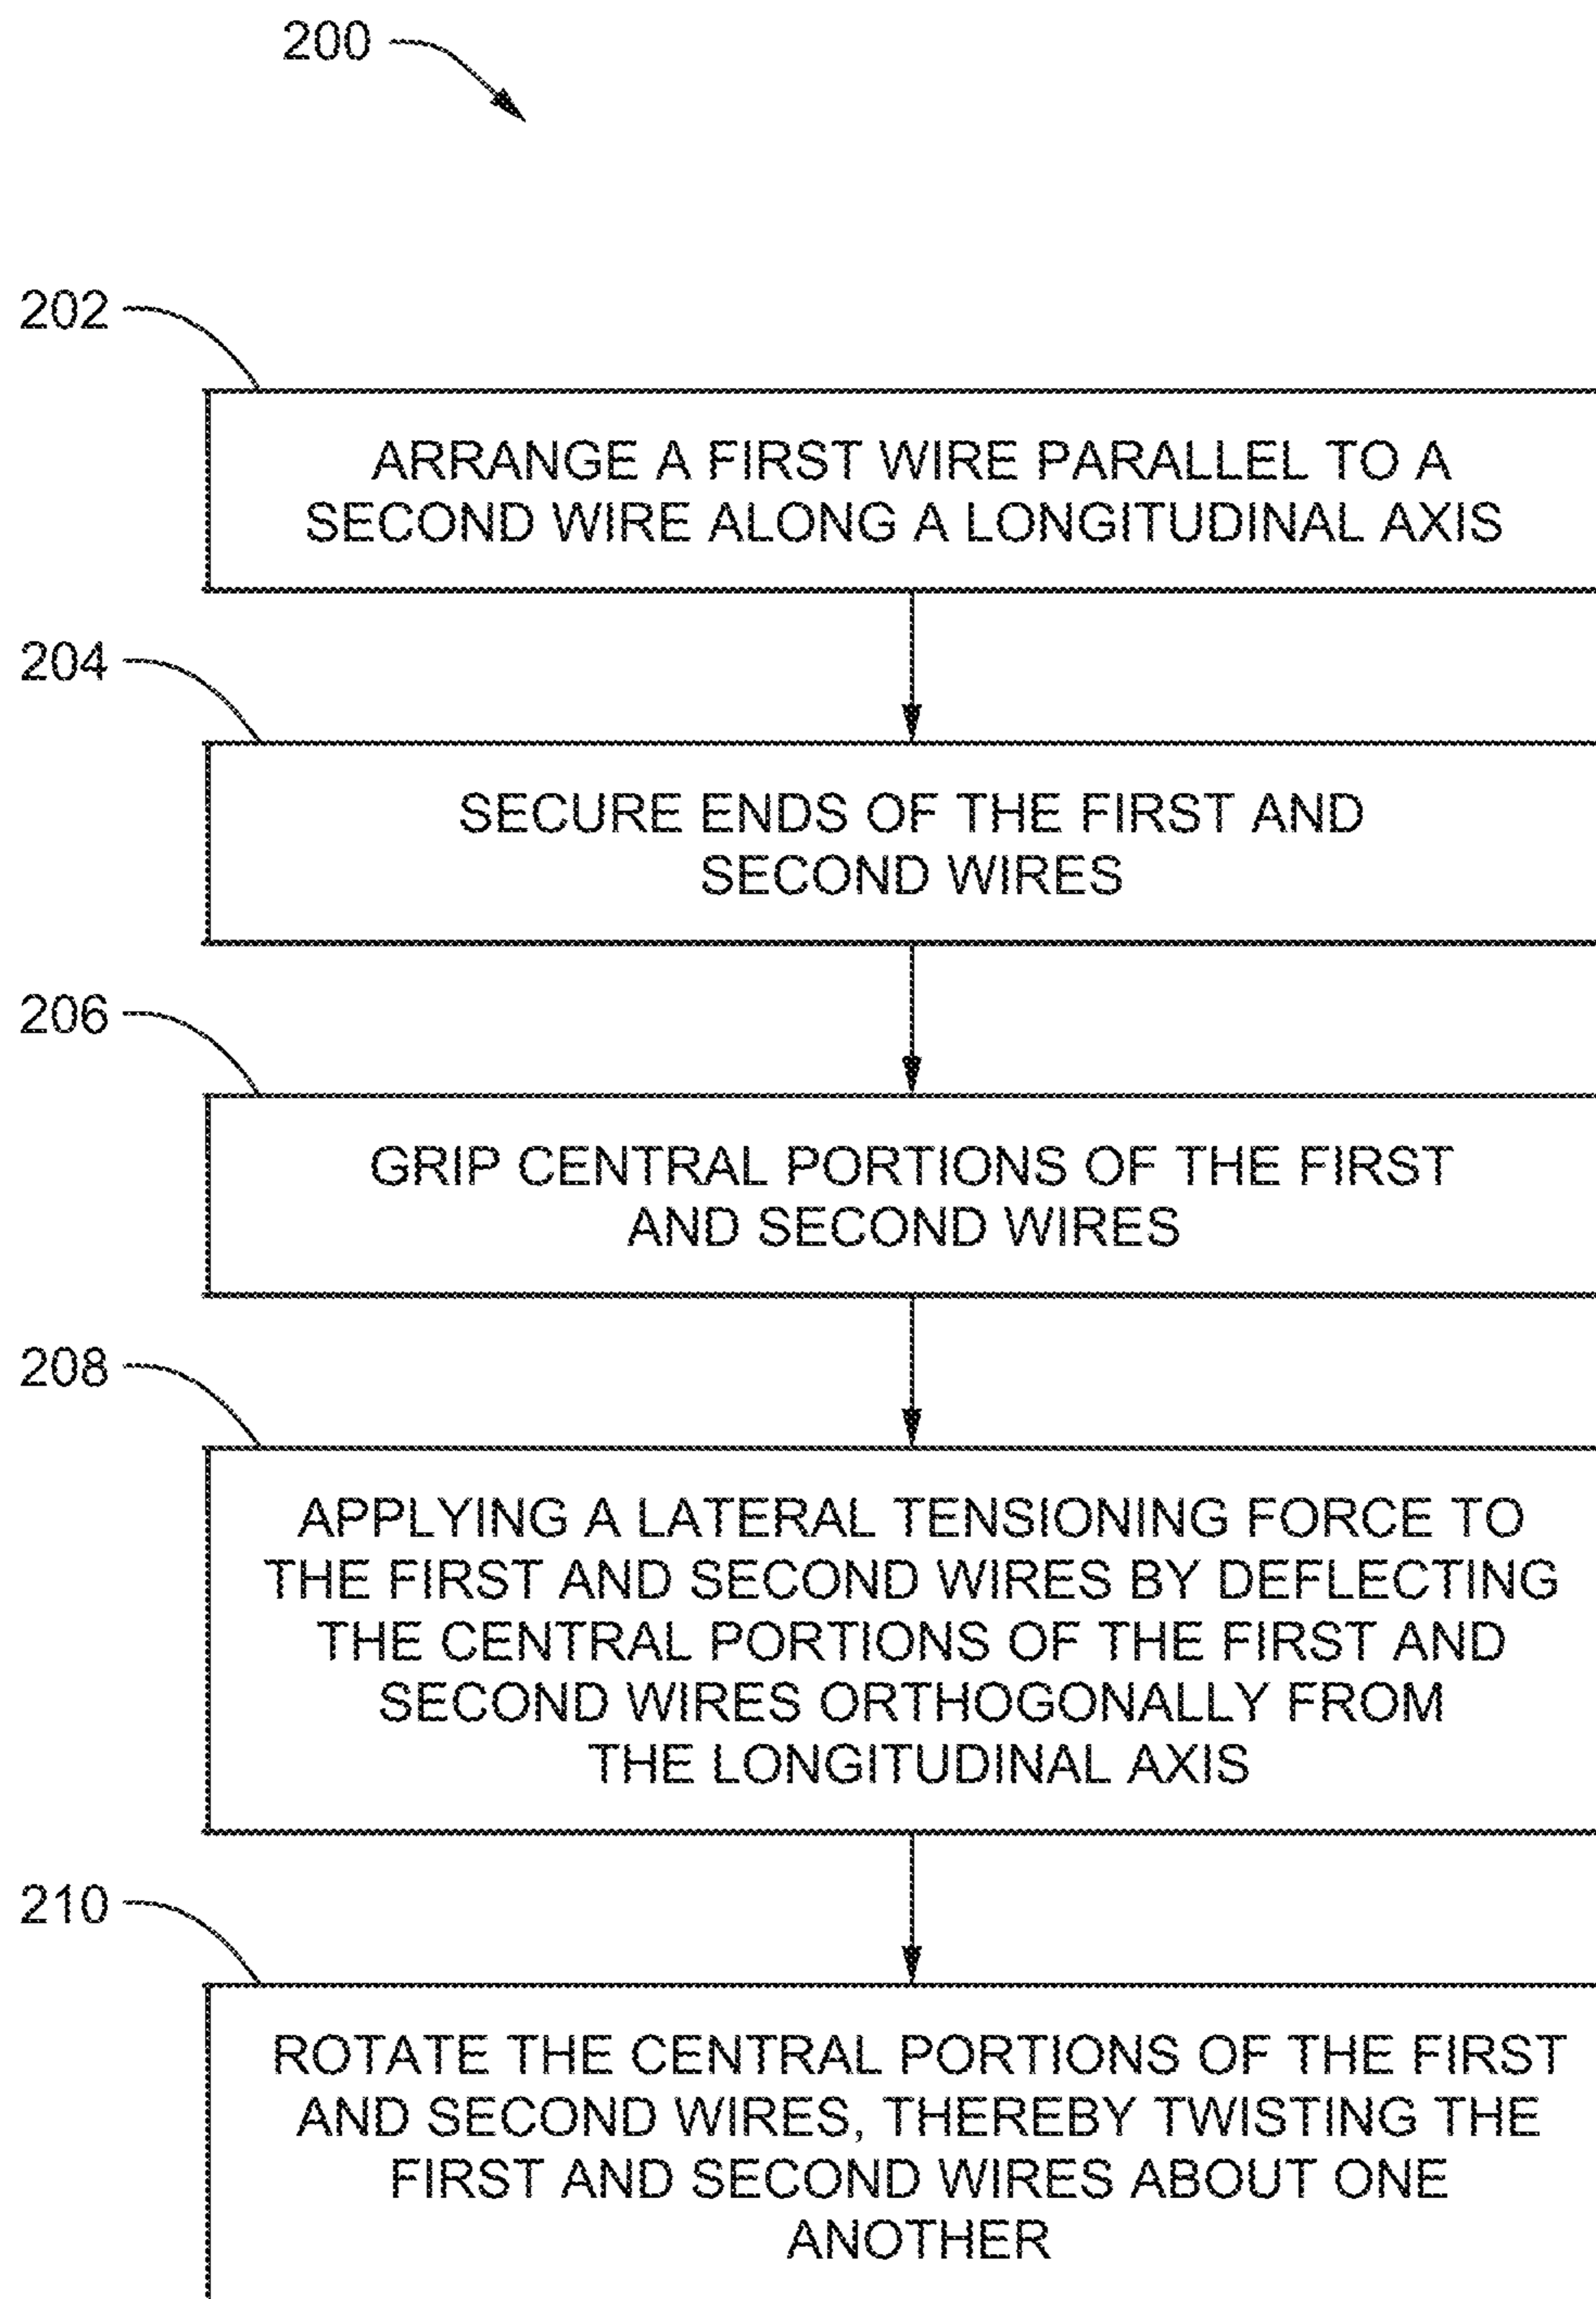 200
202
ARRANGE A FIRST WIRE PARALLEL TO A
SECOND WIRE ALONG A LONGITUDINAL AXIS
204
SECURE ENDS OF THE FIRST AND
SECOND WIRES
206
GRIP CENTRAL PORTIONS OF THE FIRST
AND SECOND WIRES
208
APPLYING A LATERAL TENSIONING FORCE TO
THE FIRST AND SECOND WIRES BY DEFLECTING
THE CENTRAL PORTIONS OF THE FIRST AND
SECOND WIRES ORTHOGONALLY FROM
THE LONGITUDINAL AXIS
210
ROTATE THE CENTRAL PORTIONS OF THE FIRST
AND SECOND WIRES, THEREBY TWISTING THE
FIRST AND SECOND WIRES ABOUT ONE
ANOTHER